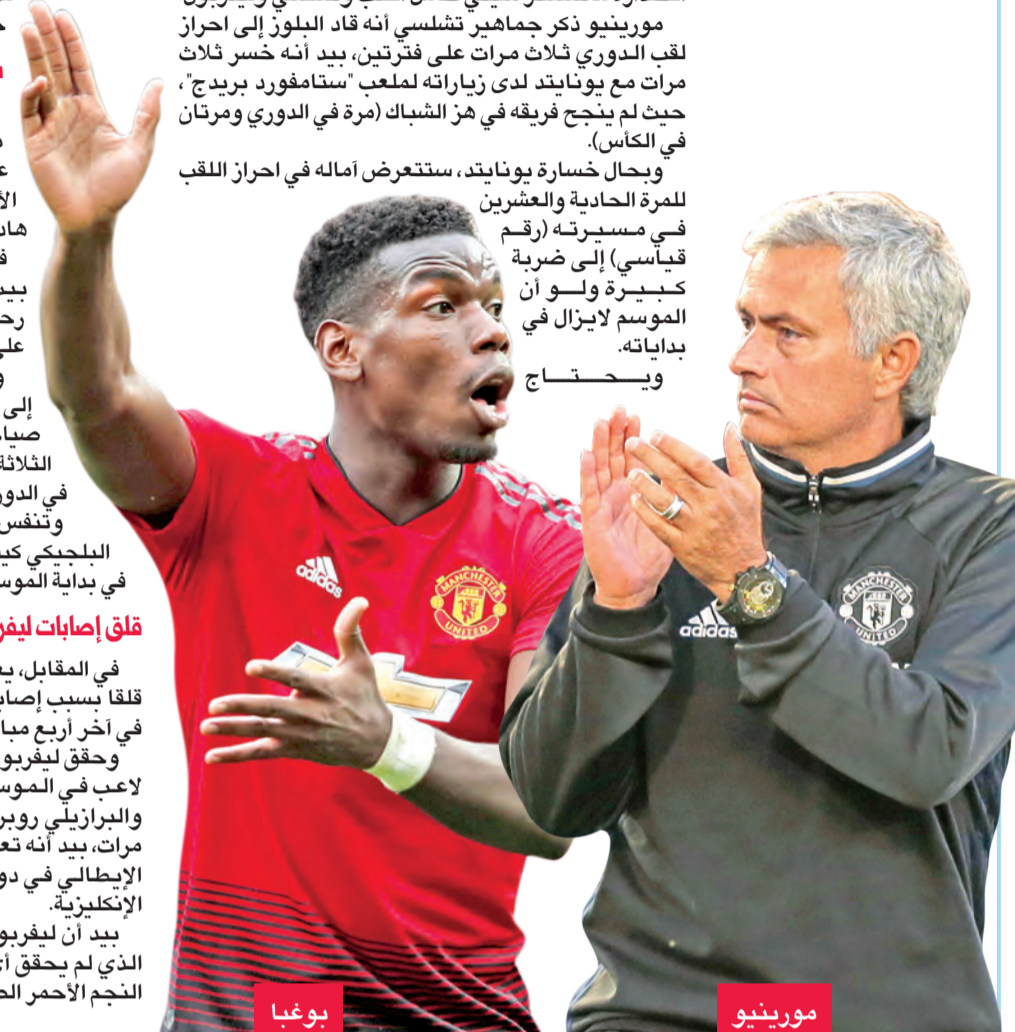 مورينيو ذكر جماهير تشلسي أنه قاد البلوز إلى احراز
لقب الدوري ثلاث مرات على فترتين، بيد أنه خسر ثلاث
مرات مع يونايتد لدى زياراته لملعب "ستامفورد بريدج"،
حيث لم ينجح فريقه في هز الشباك (مرة في الدوري ومرتان
في الكأس).
وبحال خسارة يونايتد، ستتعرض آماله في احراز اللقب
للمرة الحادية والعشرين
في مسيرته (رقم
قياسي) إلى ضربة
كبيرة ولو أن
الموسم لايزال في
بداياته.
ويحتاج
إلى
الثلاثة
في الدور
وتنفس
البلجيكي كيف
في بداية الموس
قلق إصابات ليفر
في المقابل، يع
قلقا بسبب إصاب
في آخر أربع مبا
وحقق ليفربو
لاعب في الموس
والبرازيلي روبر
مرات، بيد أنه تع
الإيطالي في دو
الإنكليزية.
بيد أن ليفربو
الذي لم يحقق أ
النجم الأحمر الص
adidas
MANCHESTER
UNITED
adidas
MANCHESTER
UNITED
مورينيو
بوغبا